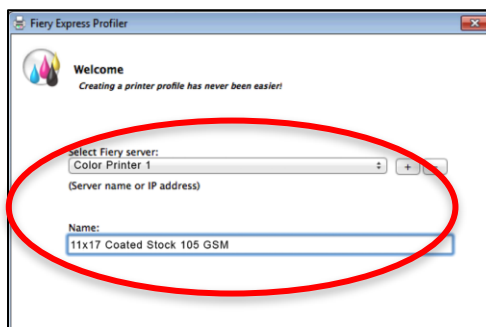 Fiery Express Profiler
Welcome
Creating a printer profile has never been easier!
Select Fiery server:
Color Printer 1
+ -
(Server name or IP address)
Name:
11x17 Coated Stock 105 GSM